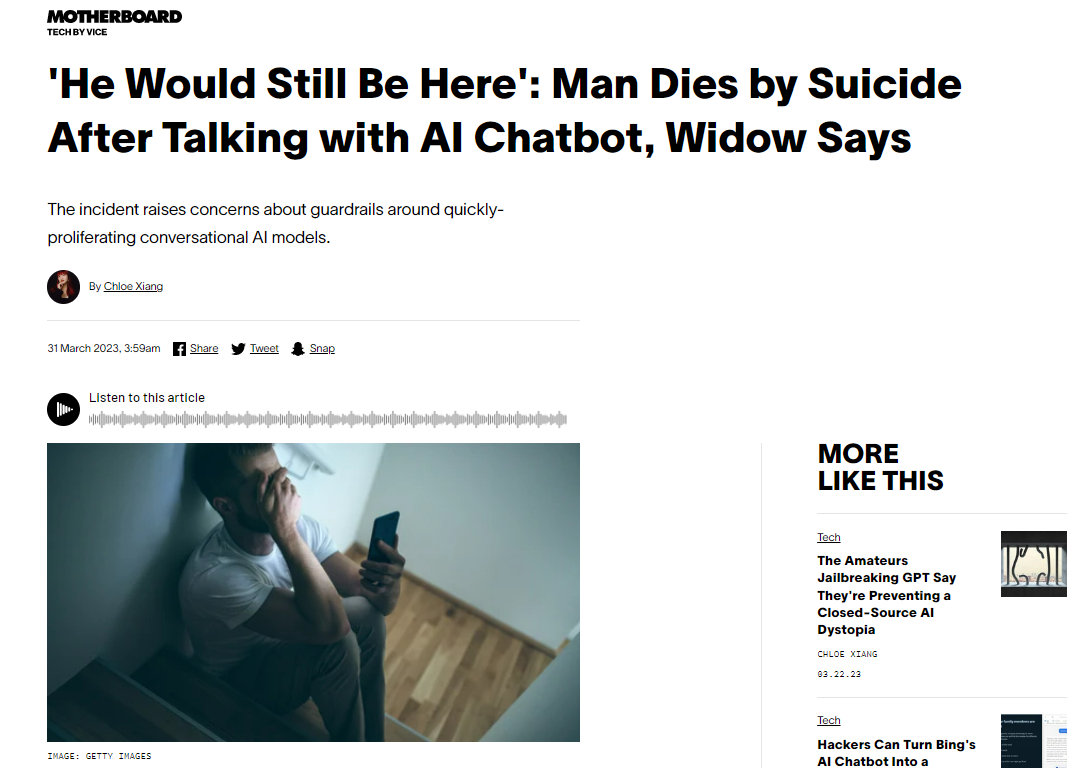 MOTHERBOARD
TECH BY VICE
'He Would Still Be Here': Man Dies by Suicide
After Talking with AI Chatbot, Widow Says
The incident raises concerns about guardrails around quickly-
proliferating conversational AI models.
By Chloe Xiang
31 March 2023, 3:59am Share Tweet Snap
Listen to this article
IMAGE: GETTY IMAGES
MORE
LIKE THIS
Tech
The Amateurs
Jailbreaking GPT Say
They're Preventing a
Closed-Source AI
Dystopia
CHLOE XIANG
03.22.23
Tech
Hackers Can Turn Bing's
AI Chatbot Into a